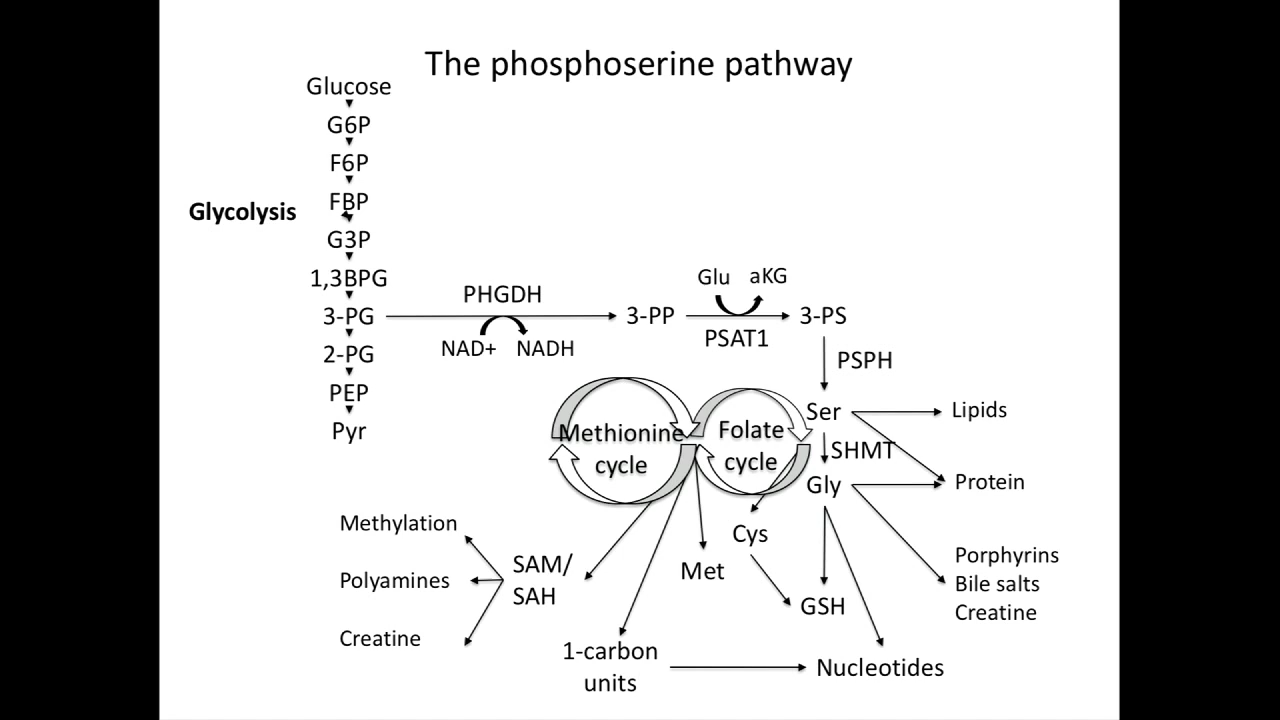 The phosphoserine pathway
Glucose
G6P
F6P
FBP
Glycolysis
G3P
1,3BPG
3-PG
2-PG
PEP
Pyr
PHGDH
NAD+ NADH
3-PP
Glu aKG
PSAT1
3-PS
PSPH
Ser
Lipids
SHMT
Gly
Protein
Methionine
cycle
Folate
cycle
Cys
Met
GSH
Porphyrins
Bile salts
Creatine
Methylation
Polyamines
Creatine
SAM/
SAH
1-carbon
units
Nucleotides